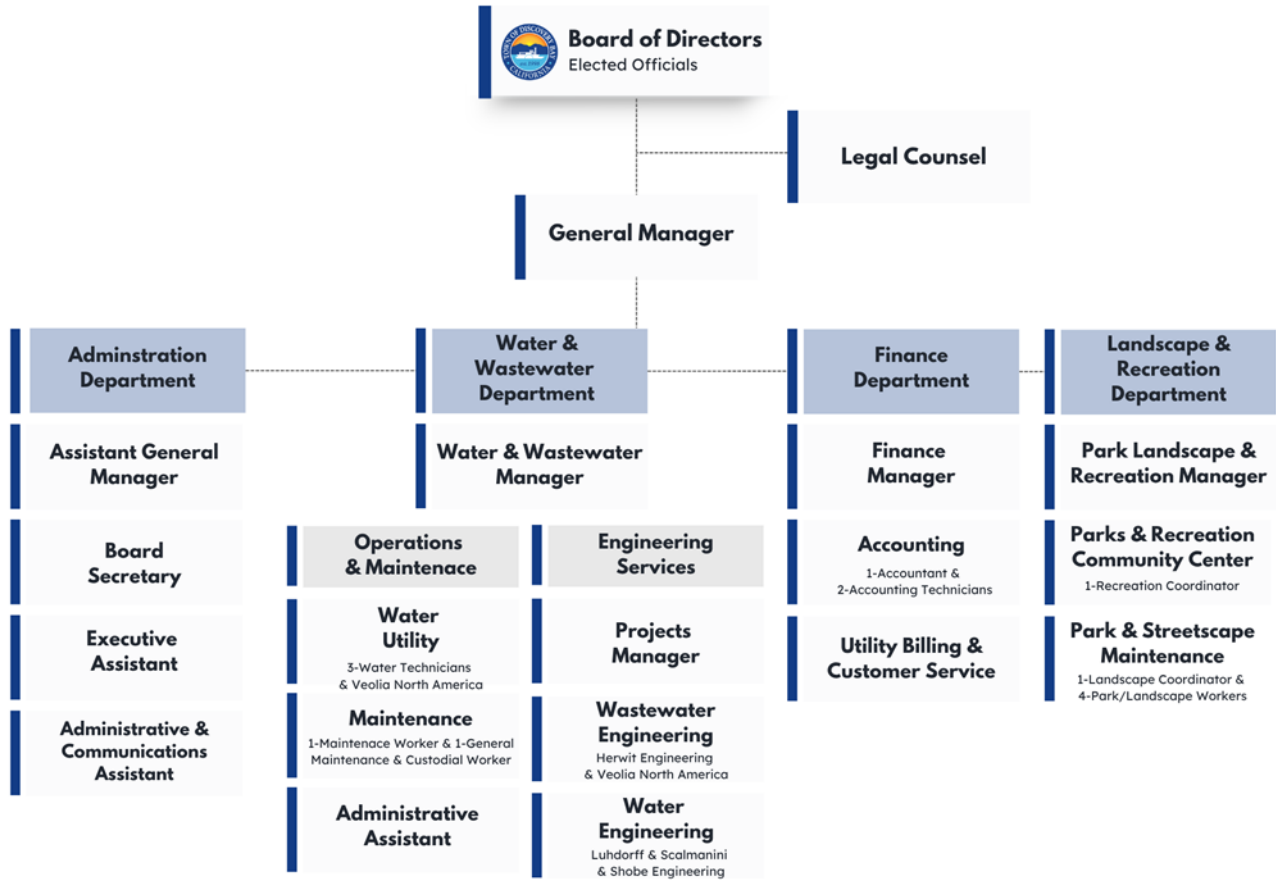 TOWN OF DISCOVERY BAY
CALIFORNIA
Board of Directors
Elected Officials
Legal Counsel
General Manager
Adminstration
Department
Water &
Wastewater
Department
Finance
Department
Landscape &
Recreation
Department
Assistant General
Manager
Board
Secretary
Executive
Assistant
Administrative &
Communications
Assistant
Water & Wastewater
Manager
Operations
& Maintenace
Water
Utility
3-Water Technicians
& Veolia North America
Maintenance
1-Maintenace Worker & 1-General
Maintenance & Custodial Worker
Administrative
Assistant
Engineering
Services
Projects
Manager
Wastewater
Engineering
Herwit Engineering
& Veolia North America
Water
Engineering
Luhdorff & Scalmanini
& Shobe Engineering
Finance
Manager
Accounting
1-Accountant &
2-Accounting Technicians
Utility Billing &
Customer Service
Park Landscape &
Recreation Manager
Parks & Recreation
Community Center
1-Recreation Coordinator
Park & Streetscape
Maintenance
1-Landscape Coordinator &
4-Park/Landscape Workers